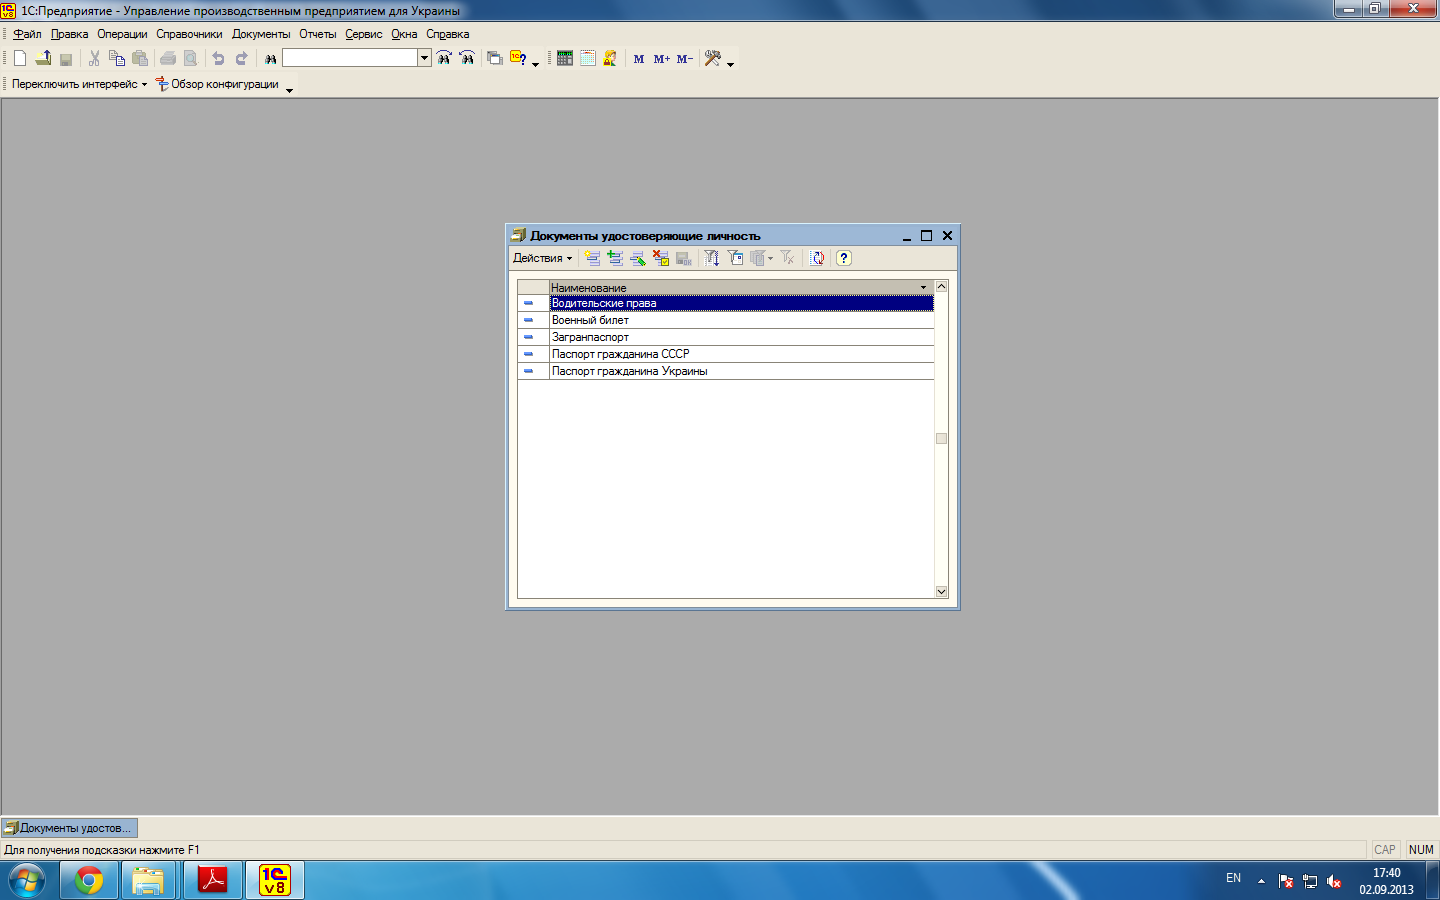 1С:Предприятие - Управление производственным предприятием для Украины
Файл Правка Операции Справочники Документы Отчеты Сервис Окна Справка
M M+ M-
Переключить интерфейс Обзор конфигурации
Документы удостоверяющие личность
Действия
Наименование
Водительские права
Военный билет
Загранпаспорт
Паспорт гражданина СССР
Паспорт гражданина Украины
Документы удостов...
Для получения подсказки нажмите F1
CAP NUM
1С v8
EN
17:40
02.09.2013